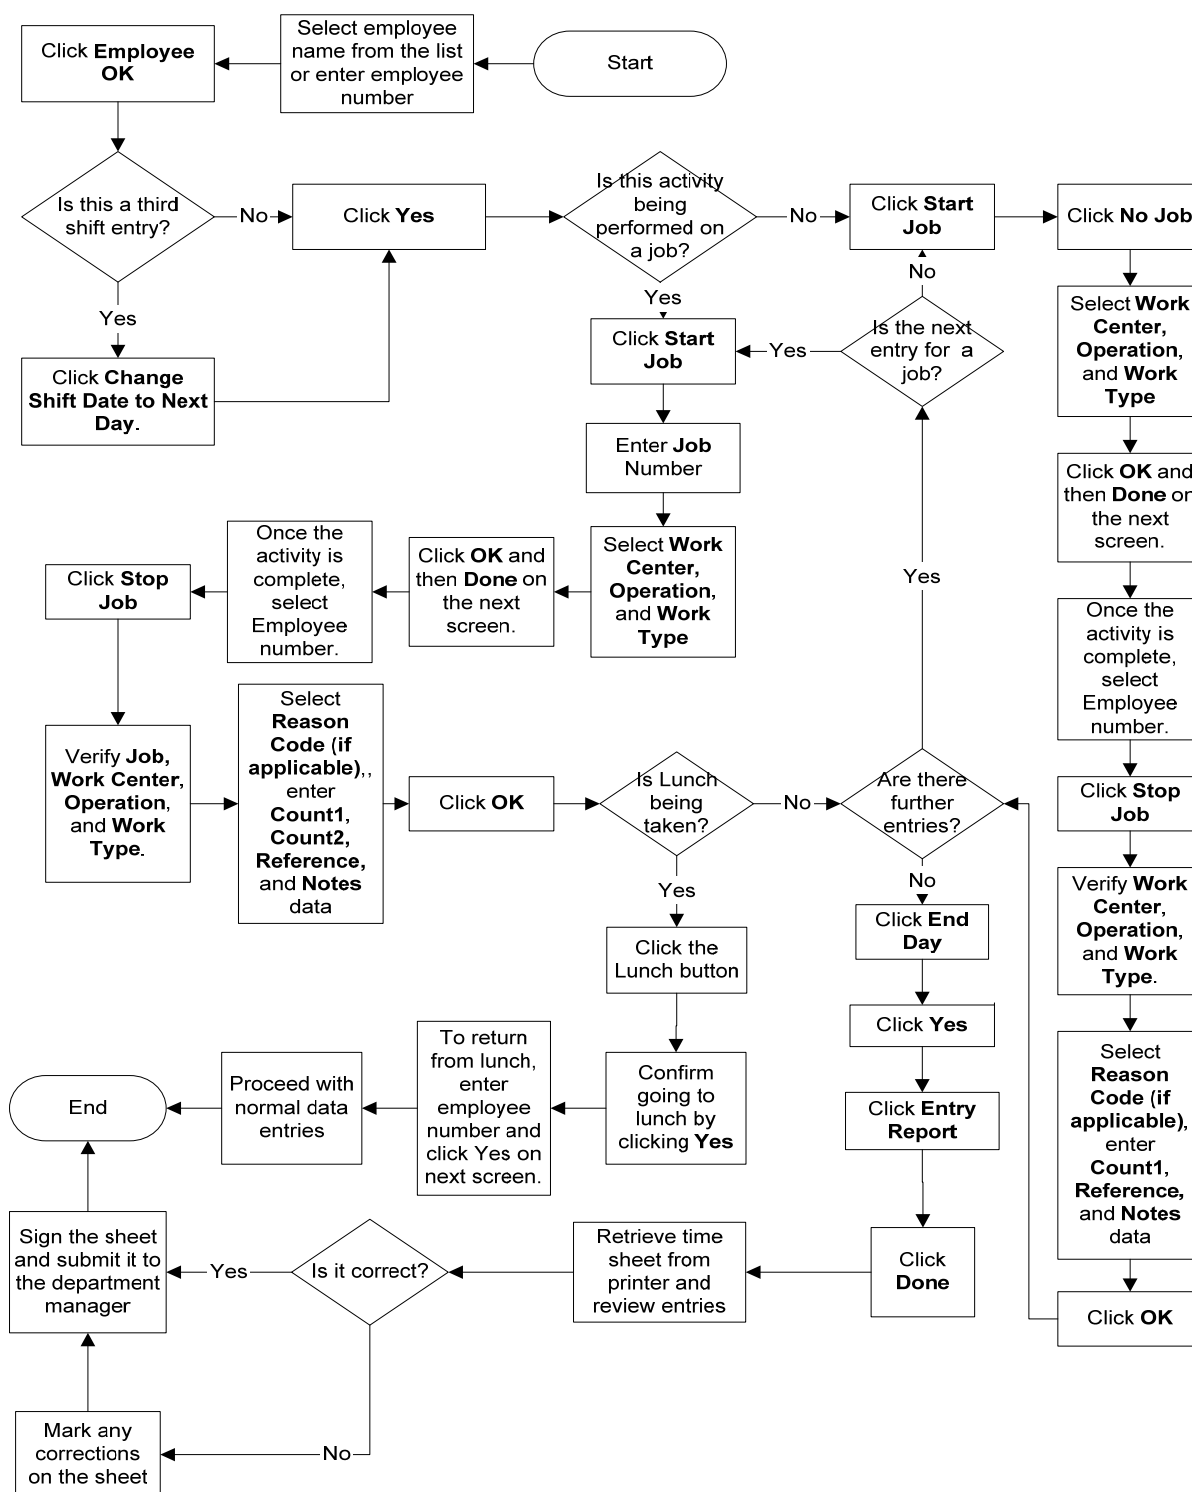 Start
Select employee
name from the list
or enter employee
number
Click Employee
OK
Is this a third
shift entry?
No
Yes
Click Change
Shift Date to Next
Day.
Click Yes
Is this activity
being
performed on
a job?
No
Yes
Click Start
Job
Click No Job
Select Work
Center,
Operation,
and Work
Type
Click OK and
then Done on
the next
screen.
Once the
activity is
complete,
select
Employee
number.
Click Stop
Job
Verify Work
Center,
Operation,
and Work
Type.
Select
Reason
Code (if
applicable),
enter
Count1,
Reference,
and Notes
data
Click OK
No
Is the next
entry for a
job?
Yes
Click Start
Job
Enter Job
Number
Select Work
Center,
Operation,
and Work
Type
Click OK and
then Done on
the next
screen.
Once the
activity is
complete,
select
Employee
number.
Click Stop
Job
Verify Job,
Work Center,
Operation,
and Work
Type.
Select
Reason
Code (if
applicable),,
enter
Count1,
Count2,
Reference,
and Notes
data
Click OK
Is Lunch
being
taken?
No
Yes
Are there
further
entries?
Yes
No
Click the
Lunch button
Confirm
going to
lunch by
clicking Yes
To return
from lunch,
enter
employee
number and
click Yes on
next screen.
Proceed with
normal data
entries
End
Click End
Day
Click Yes
Click Entry
Report
Click
Done
Retrieve time
sheet from
printer and
review entries
Is it correct?
Yes
No
Sign the sheet
and submit it to
the department
manager
Mark any
corrections
on the sheet